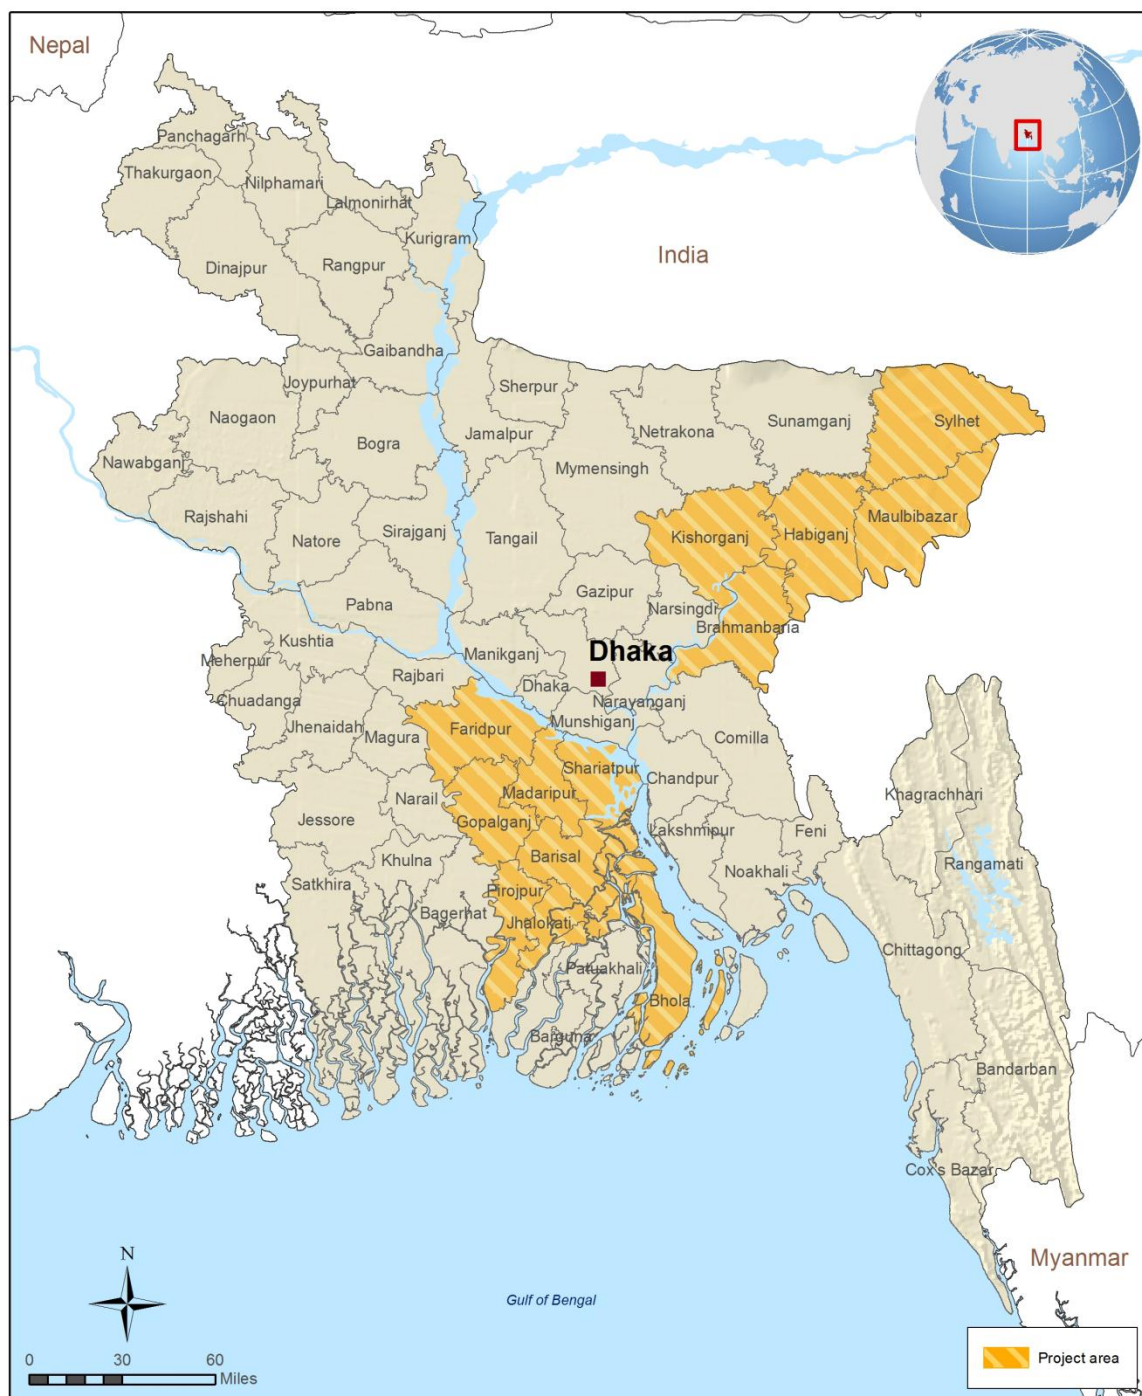 Nepal
Panchagarh
Thakurgaon
Nilphamari
Lalmonirhat
Kurigram
Dinajpur
Rangpur
India
Gaibandha
Joypurhat
Sherpur
Naogaon
Bogra
Jamalpur
Netrakona
Sunamganj
Sylhet
Nawabganj
Mymensingh
Rajshahi
Natore
Sirajganj
Tangail
Kishorganj
Habiganj
Maulbibazar
Gazipur
Pabna
Narsingdi
Brahmanbaria
Kushtia
Manikganj
Dhaka
Meherpur
Rajbari
Dhaka
Chuadanga
Narayanganj
Jhenaidah
Magura
Faridpur
Munshiganj
Comilla
Shariatpur
Chandpur
Khagrachhari
Narail
Madaripur
Jessore
Gopalganj
Lakshmipur
Feni
Khulna
Barisal
Noakhali
Rangamati
Satkhira
Pirojpur
Bagerhat
Jhalokati
Chittagong
Patuakhali
Bhola
Barguna
Bandarban
Cox's Bazar
Myanmar
N
Gulf of Bengal
0 30 60
Miles
Project area